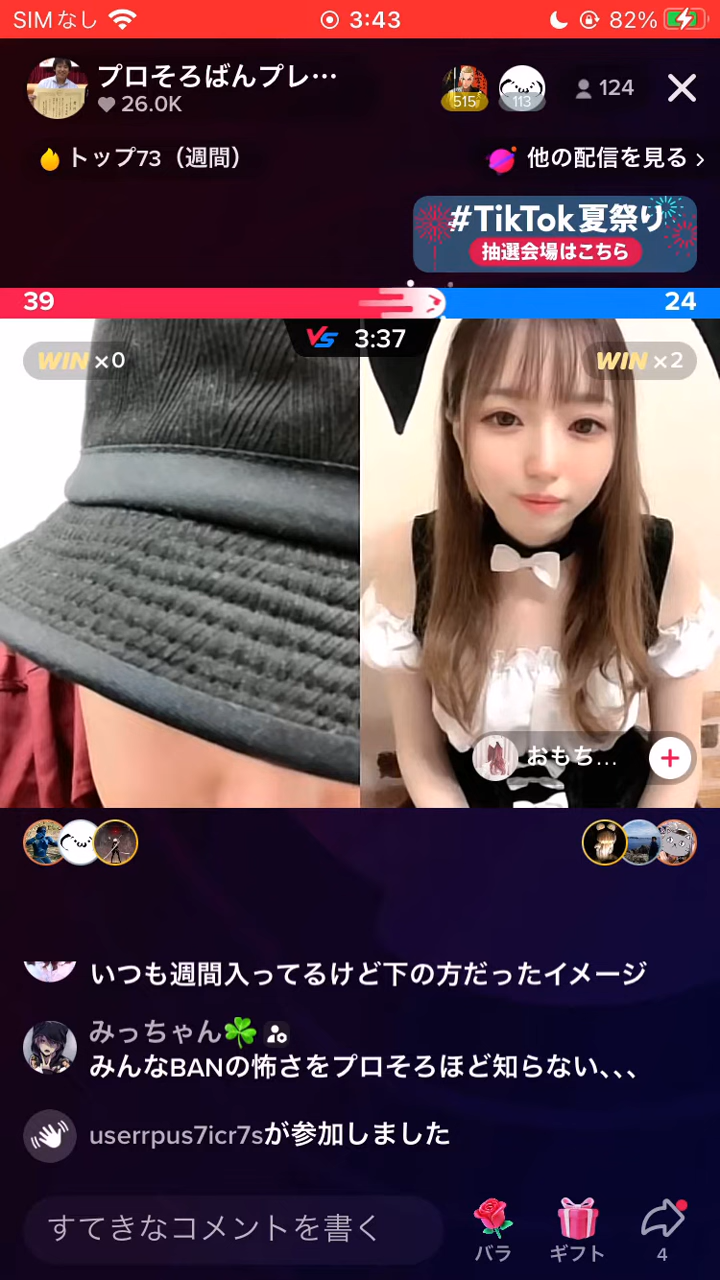 SIMなし
3:43
82%
プロそろばんプレ…
26.0K
515
113
124
トップ73（週間）
他の配信を見る
#TikTok夏祭り
抽選会場はこちら
39
24
VS 3:37
WIN ×0
WIN ×2
おもち…
いつも週間入ってるけど下の方だったイメージ
みっちゃん☘️
みんなBANの怖さをプロそろほど知らない、、、
userrpus7icr7sが参加しました
すてきなコメントを書く
バラ
ギフト
4